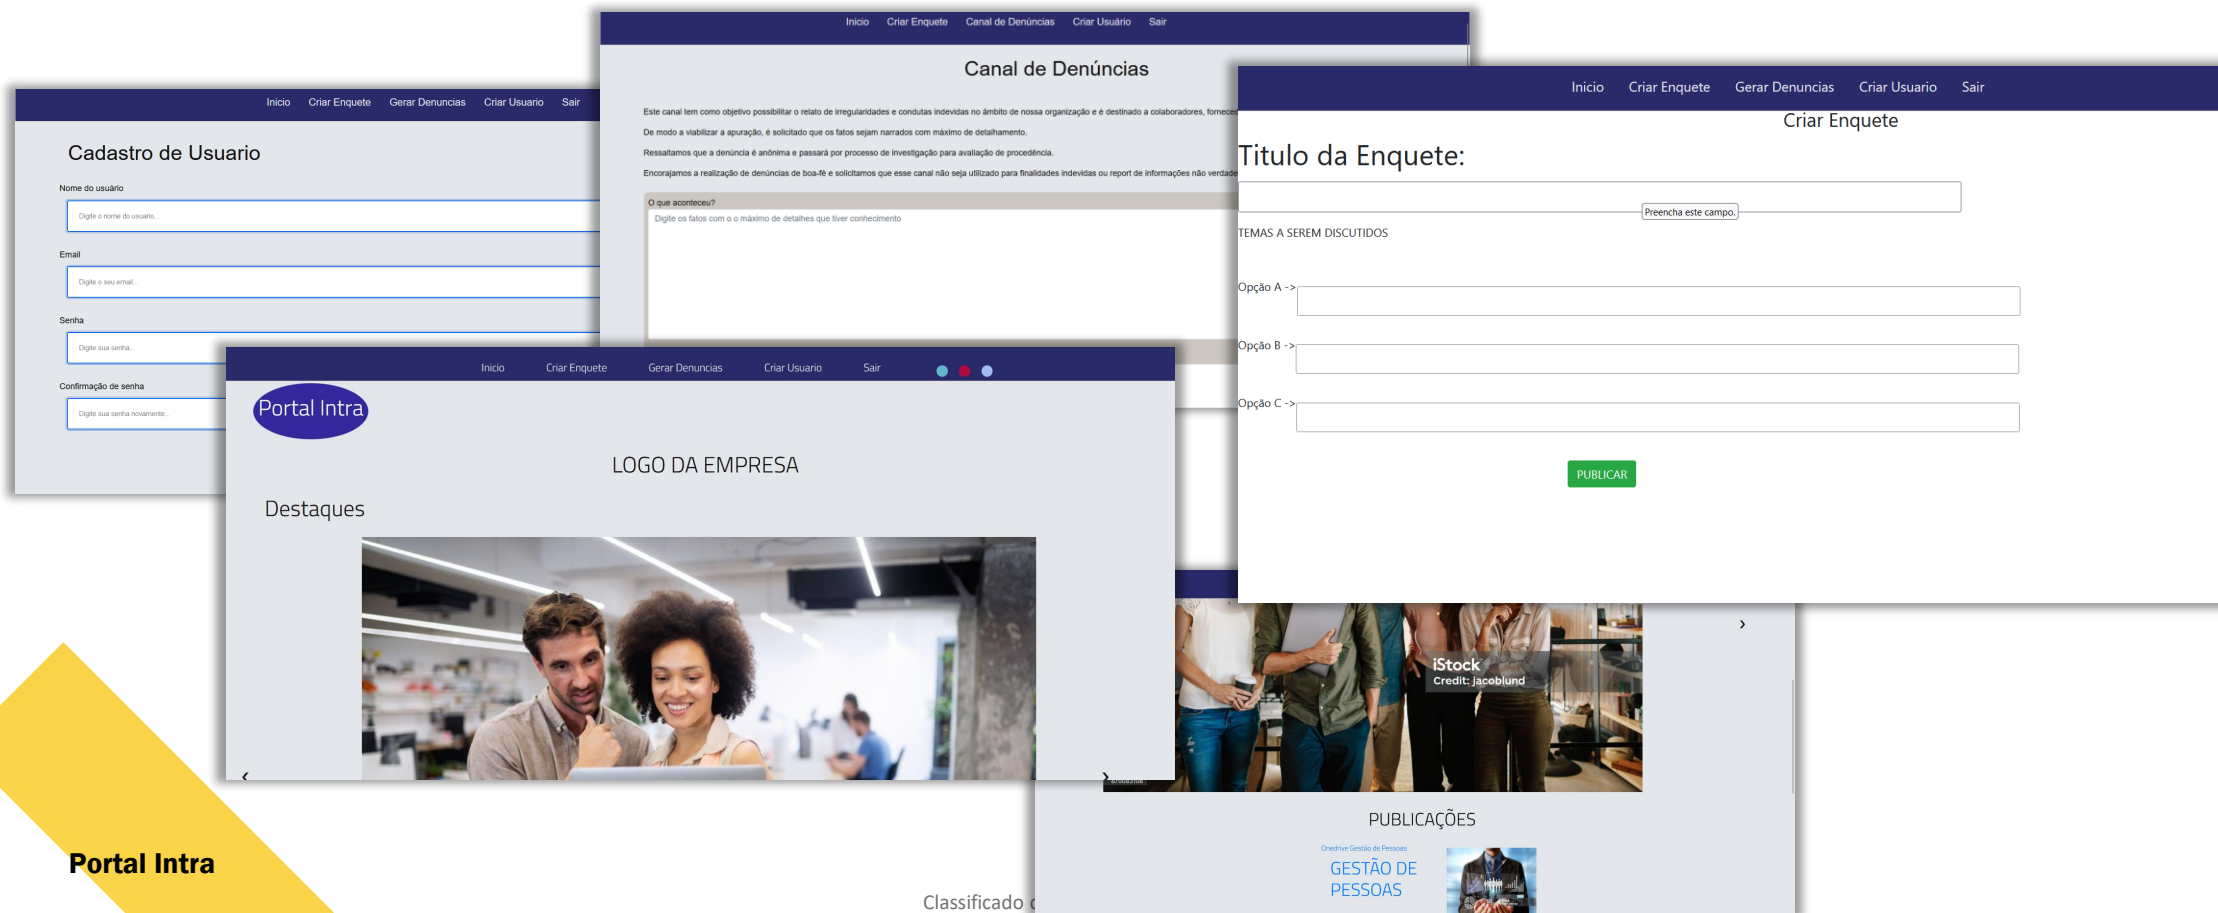 Inicio Criar Enquete Canal de Denúncias Criar Usuário Sair
Canal de Denúncias
Este canal tem como objetivo possibilitar o relato de irregularidades e condutas indevidas no âmbito de nossa organização e é destinado a colaboradores,
De modo a viabilizar a apuração, é solicitado que os fatos sejam narrados com máximo de detalhamento.
Ressaltamos que a denúncia é anônima e passará por processo de investigação para avaliação de procedência.
Encorajamos a realização de denúncias de boa-fé e solicitamos que esse canal não seja utilizado para finalidades indevidas ou report de informações não
O que aconteceu?
Digite os fatos com o o máximo de detalhes que tiver conhecimento
Inicio Criar Enquete Gerar Denuncias Criar Usuario Sair
Cadastro de Usuario
Nome do usuário
Digite o nome do usuario...
Email
Digite o seu email...
Senha
Digite sua senha...
Confirmação de senha
Digite sua senha novamente...
Inicio Criar Enquete Gerar Denuncias Criar Usuario Sair
Criar Enquete
Titulo da Enquete:
Preencha este campo.
TEMAS A SEREM DISCUTIDOS
Opção A ->
Opção B ->
Opção C ->
PUBLICAR
Inicio Criar Enquete Gerar Denuncias Criar Usuario Sair
Portal Intra
LOGO DA EMPRESA
Destaques
iStock
Credit: jacoblund
PUBLICAÇÕES
Onedrive Gestão de Pessoas
GESTÃO DE
PESSOAS
Portal Intra
Classificado